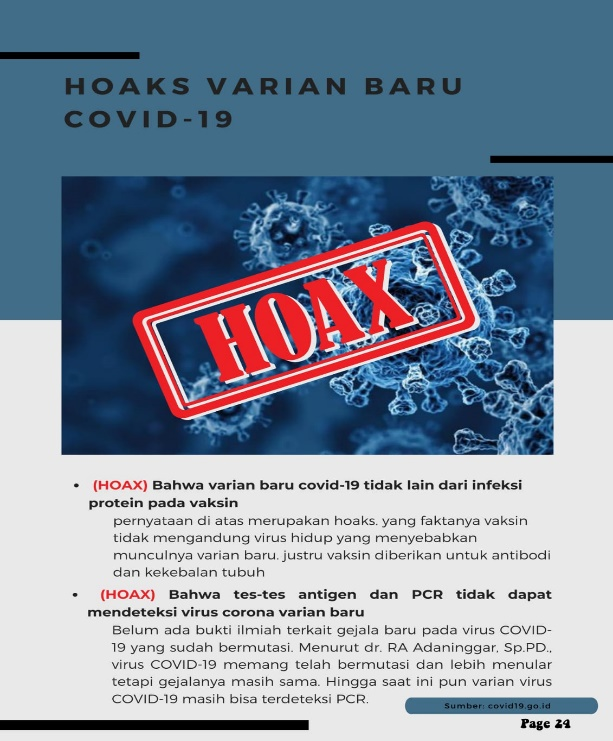 HOAKS VARIAN BARU
COVID-19
HOAX
• (HOAX) Bahwa varian baru covid-19 tidak lain dari infeksi
protein pada vaksin
pernyataan di atas merupakan hoaks. yang faktanya vaksin
tidak mengandung virus hidup yang menyebabkan
munculnya varian baru. justru vaksin diberikan untuk antibodi
dan kekebalan tubuh
• (HOAX) Bahwa tes-tes antigen dan PCR tidak dapat
mendeteksi virus corona varian baru
Belum ada bukti ilmiah terkait gejala baru pada virus COVID-
19 yang sudah bermutasi. Menurut dr. RA Adaninggar, Sp.PD.,
virus COVID-19 memang telah bermutasi dan lebih menular
tetapi gejalanya masih sama. Hingga saat ini pun varian virus
COVID-19 masih bisa terdeteksi PCR.
Sumber: covid19.go.id
Page 24